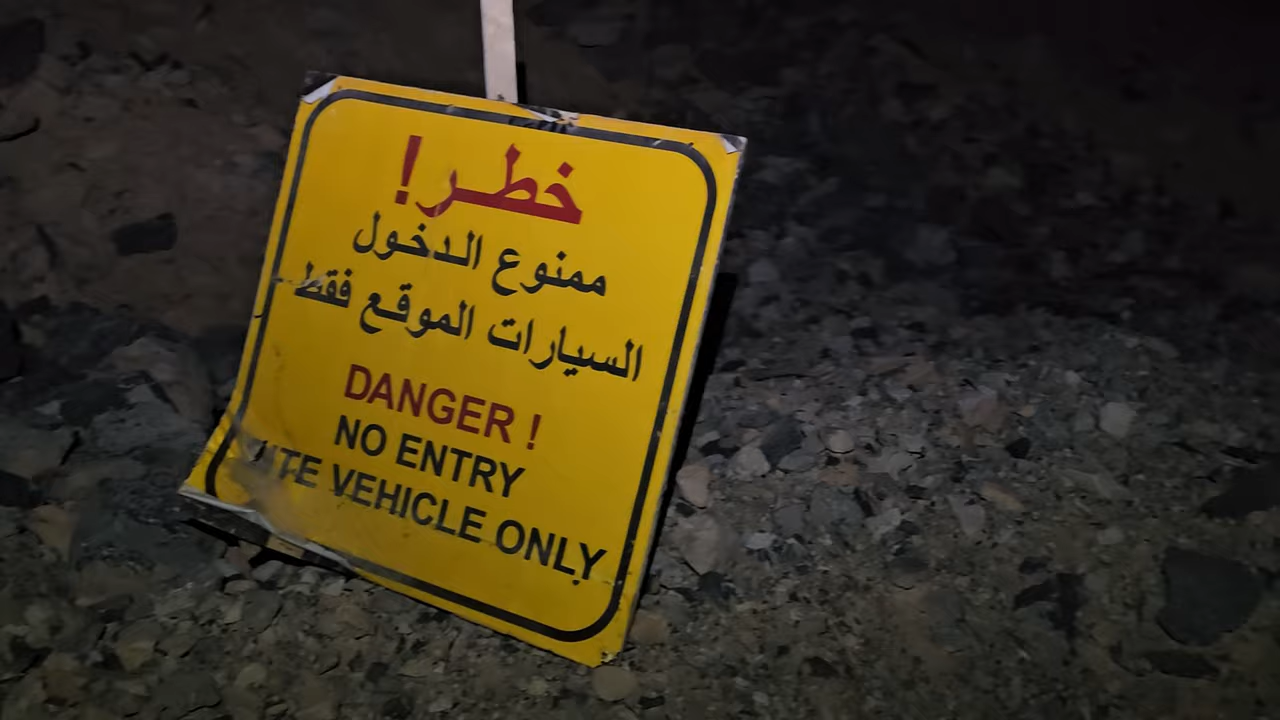 خطر!
ممنوع الدخول
السيارات الموقع فقط
DANGER !
NO ENTRY
VEHICLE ONLY